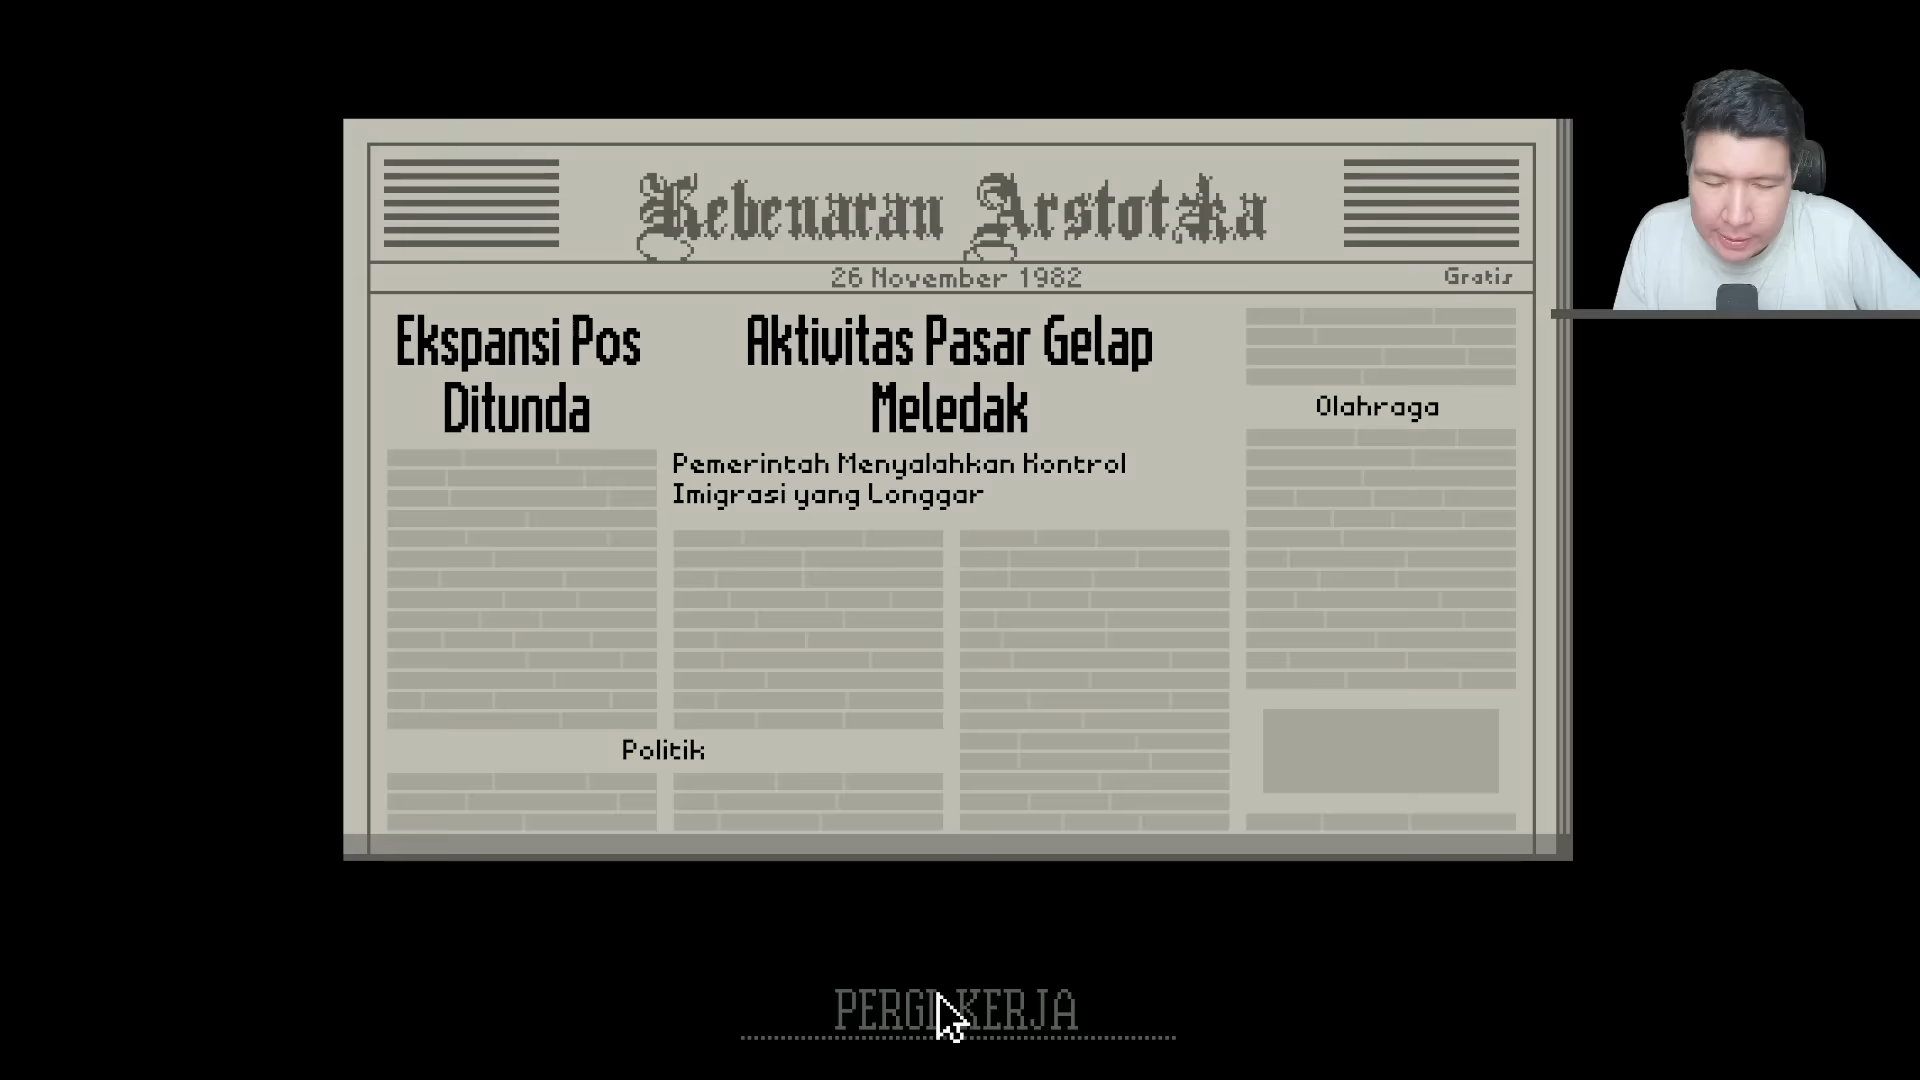 Kebenaran Arstotzka
26 November 1982
Gratis
Ekspansi Pos
Ditunda
Aktivitas Pasar Gelap
Meledak
Pemerintah Menyalahkan Kontrol
Imigrasi yang Longgar
Olahraga
Politik
PERGI KERJA